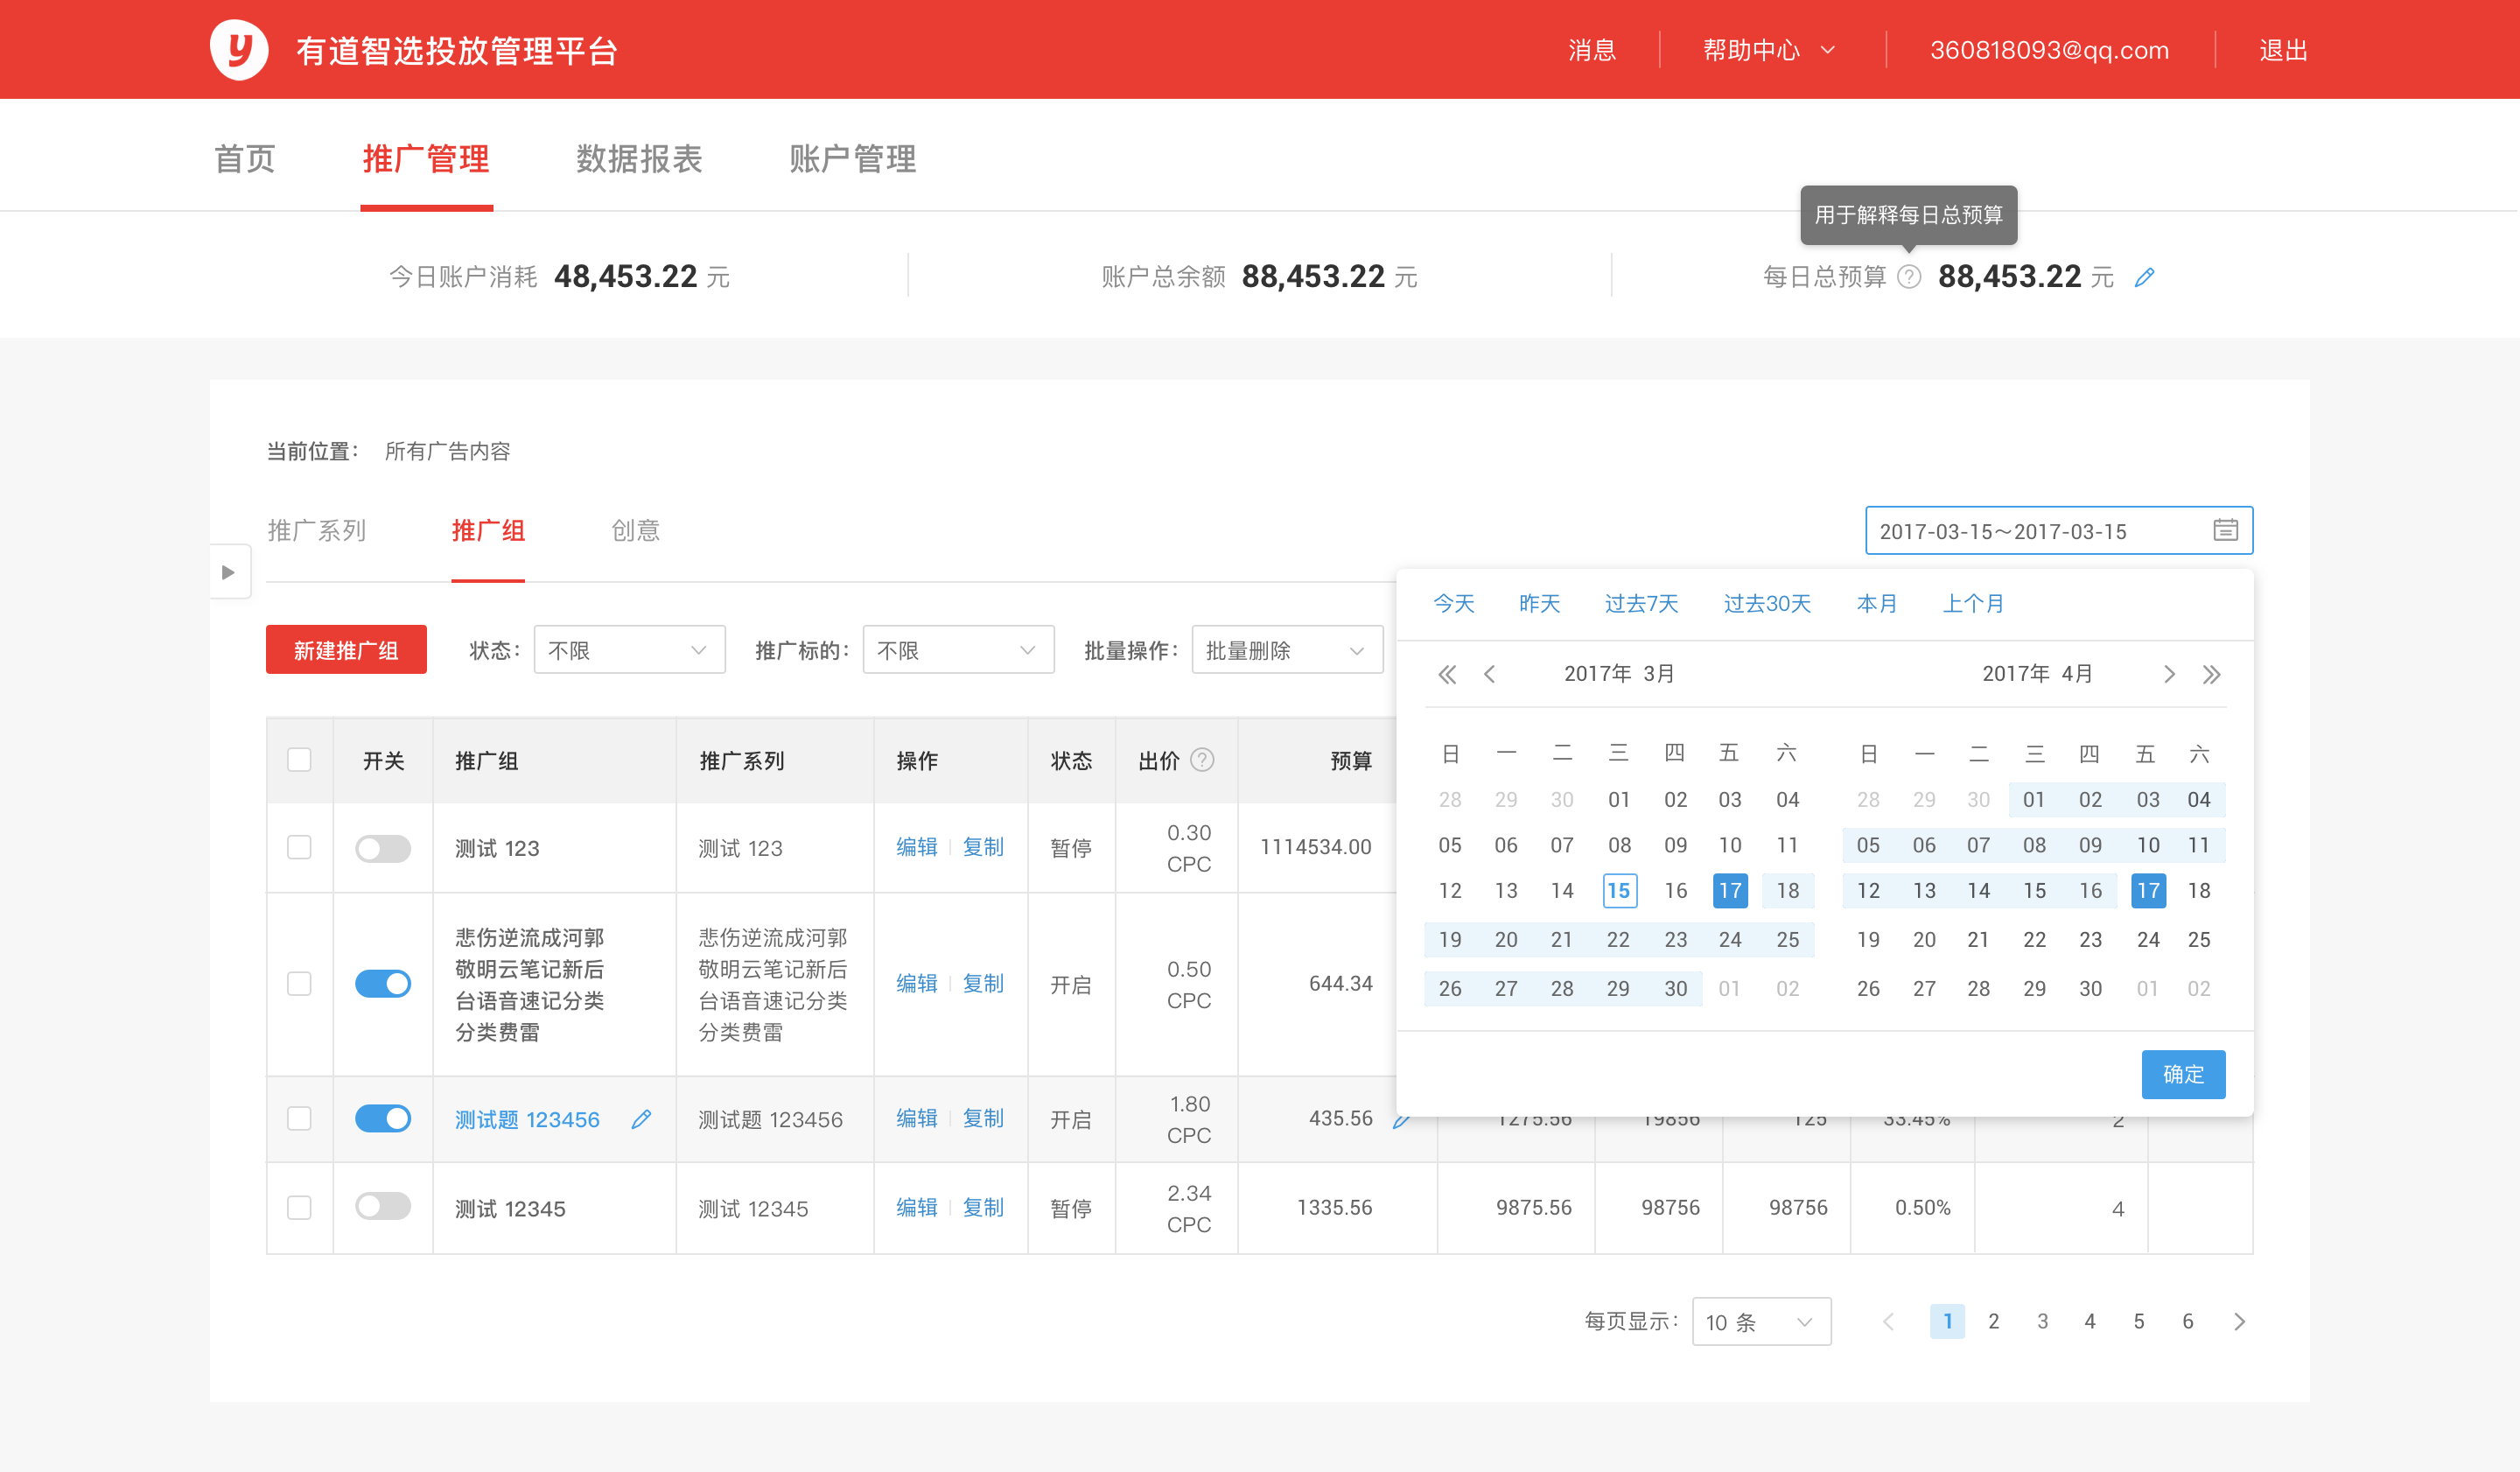 有道智选投放管理平台
消息
帮助中心
360818093@qq.com
退出
首页
推广管理
数据报表
账户管理
用于解释每日总预算
今日账户消耗 48,453.22 元
账户总余额 88,453.22 元
每日总预算 ? 88,453.22 元
当前位置： 所有广告内容
推广系列
推广组
创意
2017-03-15～2017-03-15
今天 昨天 过去7天 过去30天 本月 上个月
新建推广组
状态： 不限
推广标的： 不限
批量操作： 批量删除
2017年 3月
2017年 4月
日 一 二 三 四 五 六
28 29 30 01 02 03 04
05 06 07 08 09 10 11
12 13 14 15 16 17 18
19 20 21 22 23 24 25
26 27 28 29 30 01 02
日 一 二 三 四 五 六
28 29 30 01 02 03 04
05 06 07 08 09 10 11
12 13 14 15 16 17 18
19 20 21 22 23 24 25
26 27 28 29 30 01 02
确定
开关 推广组 推广系列 操作 状态 出价 ? 预算
测试 123
测试 123
编辑 复制
暂停
0.30
CPC
1114534.00
悲伤逆流成河郭
敬明云笔记新后
台语音速记分类
分类费雷
悲伤逆流成河郭
敬明云笔记新后
台语音速记分类
分类费雷
编辑 复制
开启
0.50
CPC
644.34
测试题 123456
测试题 123456
编辑 复制
开启
1.80
CPC
435.56
1275.56
19856
125
33.45%
2
测试 12345
测试 12345
编辑 复制
暂停
2.34
CPC
1335.56
9875.56
98756
98756
0.50%
4
每页显示： 10 条
1 2 3 4 5 6